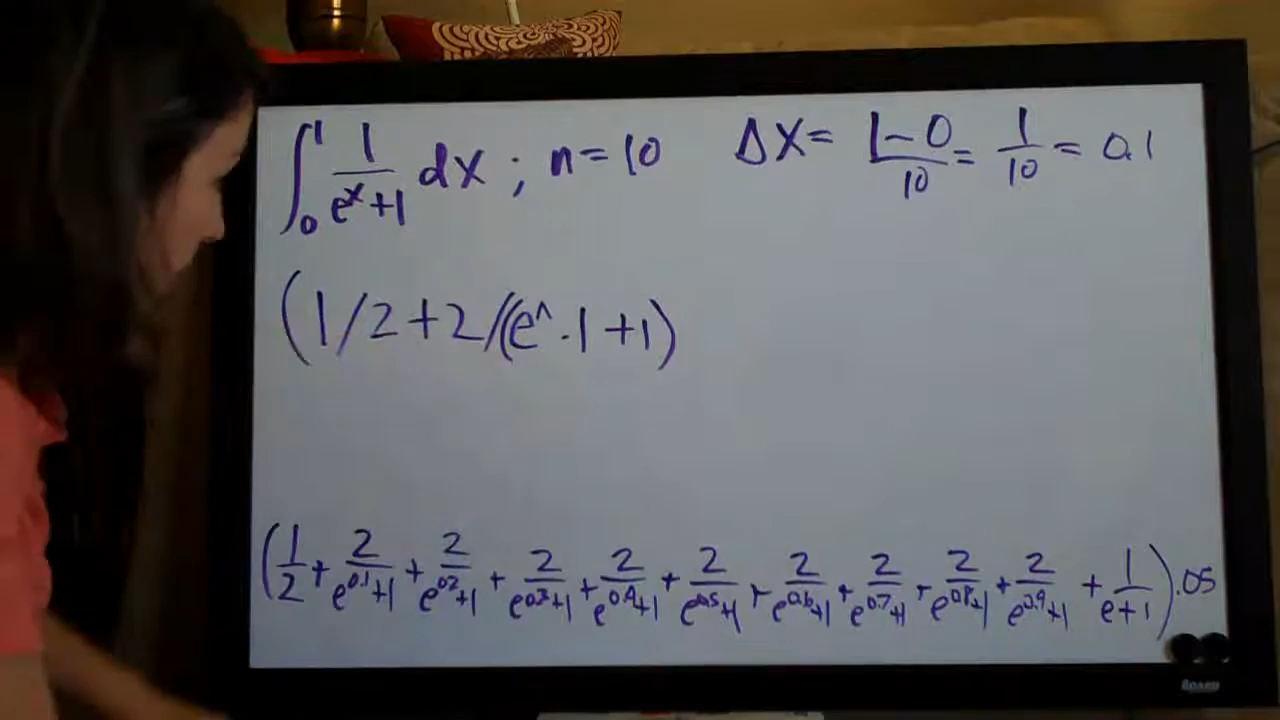 ∫₀¹ 1/(eˣ+1) dx ; n=10 Δx = (1-0)/10 = 1/10 = 0.1
(1/2+2/(e^.1+1)
(1/2 + 2/(e^0.1+1) + 2/(e^0.2+1) + 2/(e^0.3+1) + 2/(e^0.4+1) + 2/(e^0.5+1) + 2/(e^0.6+1) + 2/(e^0.7+1) + 2/(e^0.8+1) + 2/(e^0.9+1) + 1/(e+1)).05
Board